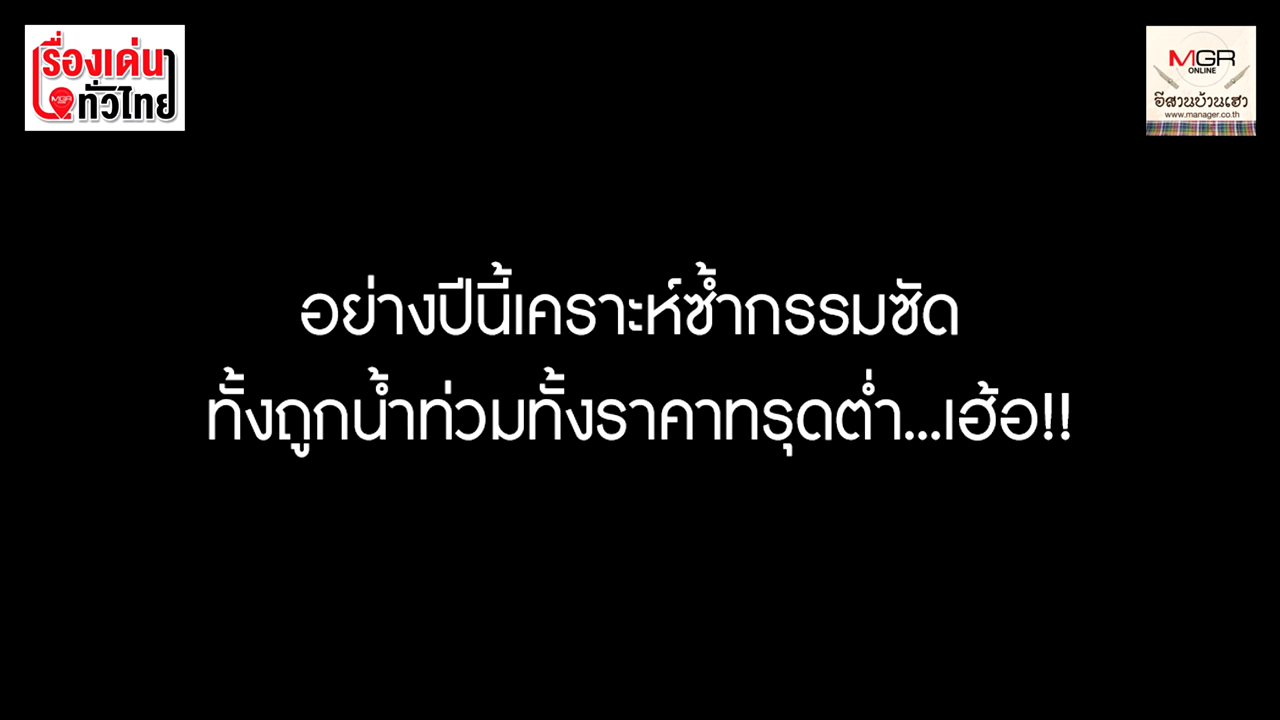 เรื่องเด่น
ทั่วไทย
MGR
ONLINE
อีสานบ้านเฮา
www.manager.co.th
อย่างปีนี้เคราะห์ซ้ำกรรมซัด
ทั้งถูกน้ำท่วมทั้งราคาทรุดต่ำ...เฮ้อ!!